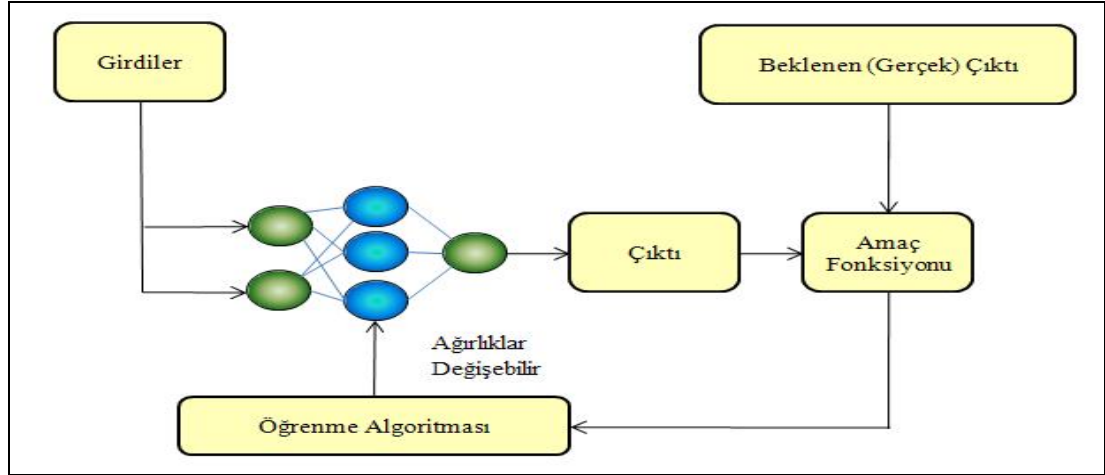 Girdiler
Beklenen (Gerçek) Çıktı
Çıktı
Amaç
Fonksiyonu
Ağırlıklar
Değişebilir
Öğrenme Algoritması